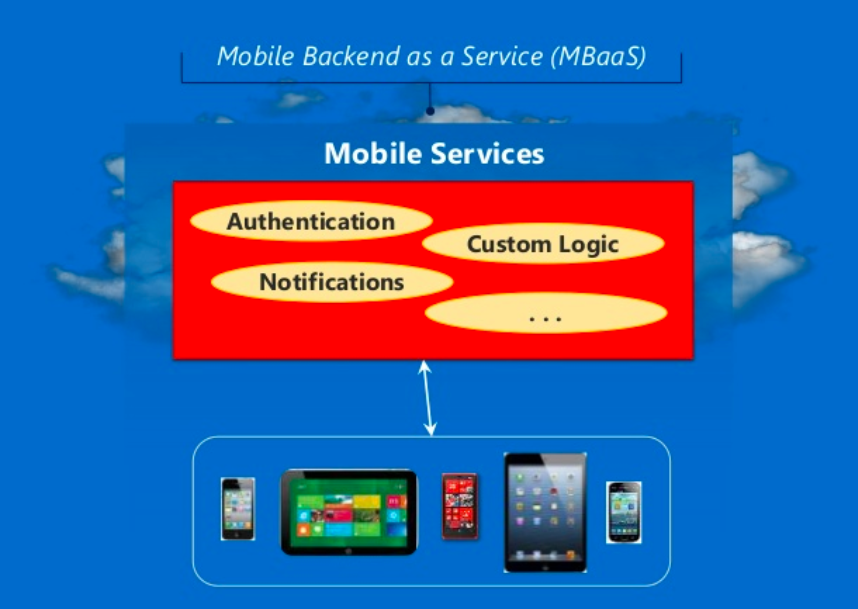 Mobile Backend as a Service (MBaaS)
Mobile Services
Authentication
Custom Logic
Notifications
. . .